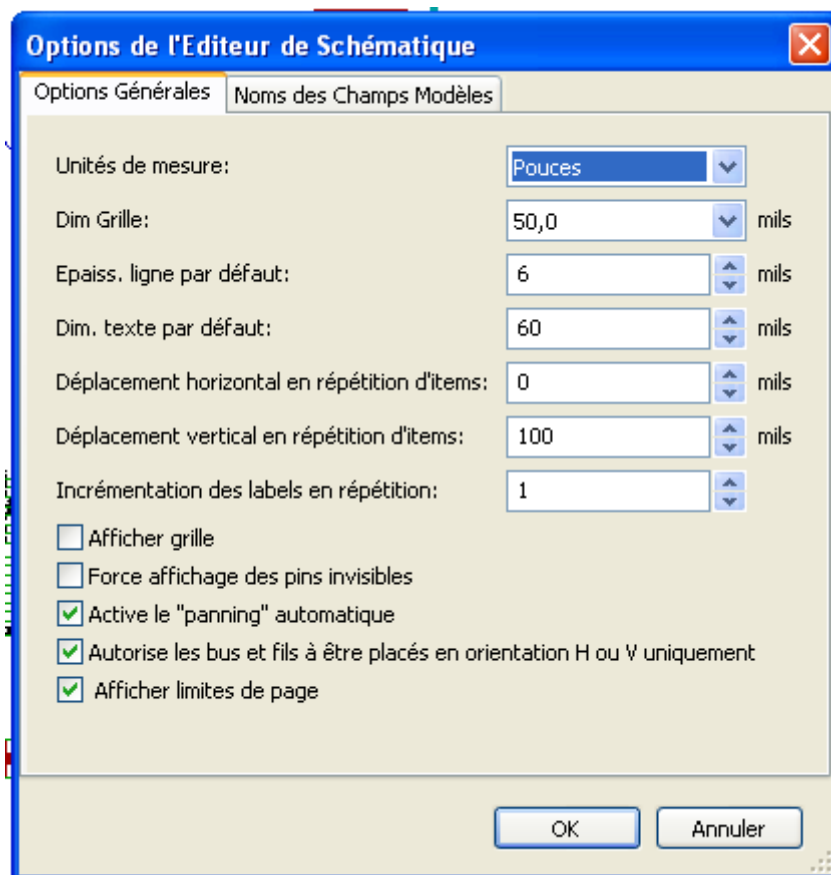 Options de l'Editeur de Schématique
Options Générales Noms des Champs Modèles
Unités de mesure: Pouces
Dim Grille: 50,0 mils
Epaiss. ligne par défaut: 6 mils
Dim. texte par défaut: 60 mils
Déplacement horizontal en répétition d'items: 0 mils
Déplacement vertical en répétition d'items: 100 mils
Incrémentation des labels en répétition: 1
Afficher grille
Force affichage des pins invisibles
Active le "panning" automatique
Autorise les bus et fils à être placés en orientation H ou V uniquement
Afficher limites de page
OK Annuler